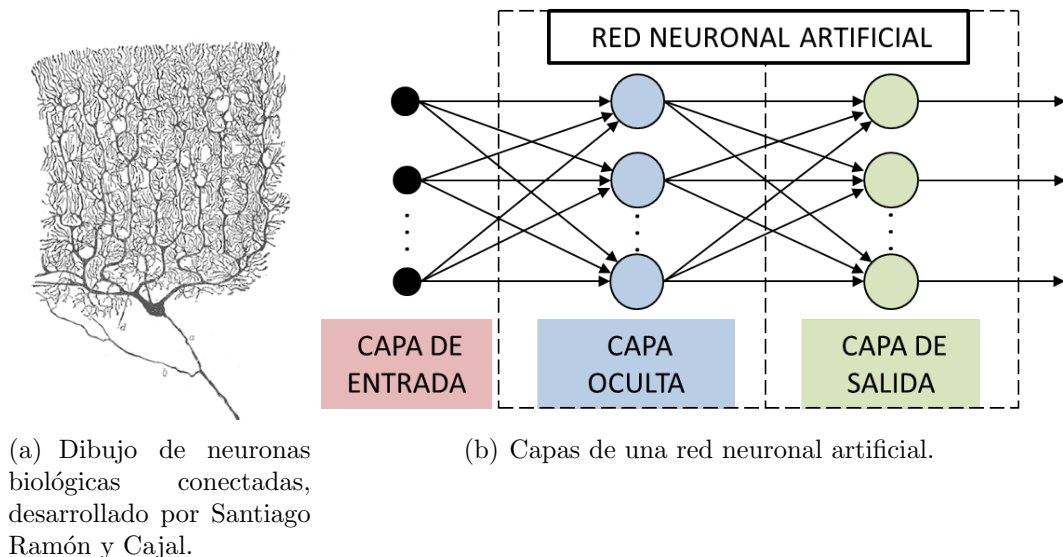 RED NEURONAL ARTIFICIAL
CAPA DE
ENTRADA
CAPA
OCULTA
CAPA DE
SALIDA
a
d
b
(a) Dibujo de neuronas
biológicas conectadas,
desarrollado por Santiago
Ramón y Cajal.
(b) Capas de una red neuronal artificial.